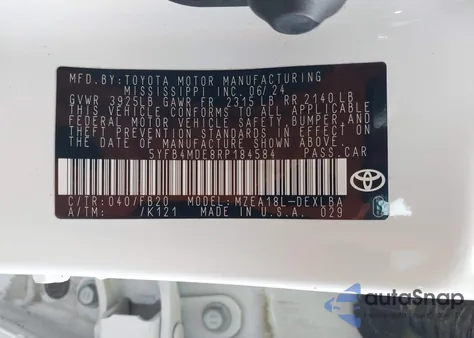 MFD.BY: TOYOTA MOTOR MANUFACTURING
MISSISSIPPI INC. 06/24
GVWR 3925LB GAWR FR 2315 LB RR 2140 LB
THIS VEHICLE CONFORMS TO ALL APPLICABLE
FEDERAL MOTOR VEHICLE SAFETY, BUMPER, AND
THEFT PREVENTION STANDARDS IN EFFECT ON
THE DATE OF MANUFACTURE SHOWN ABOVE.
5YFB4MDE8RP184584 PASS.CAR
C/TR: 040/FB20 MODEL: MZEA18L-DEXLBA
A/TM: /K121 MADE IN U.S.A. 029
autoSnap